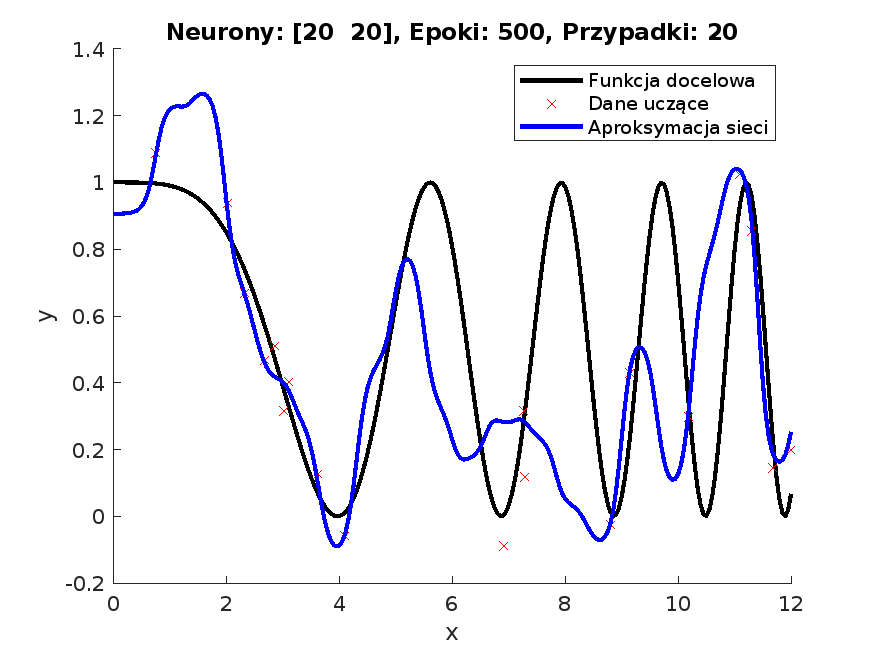 Neurony: [20  20], Epoki: 500, Przypadki: 20
Funkcja docelowa
Dane uczące
Aproksymacja sieci
1.4
1.2
1
0.8
0.6
0.4
0.2
0
-0.2
y
0 2 4 6 8 10 12
x